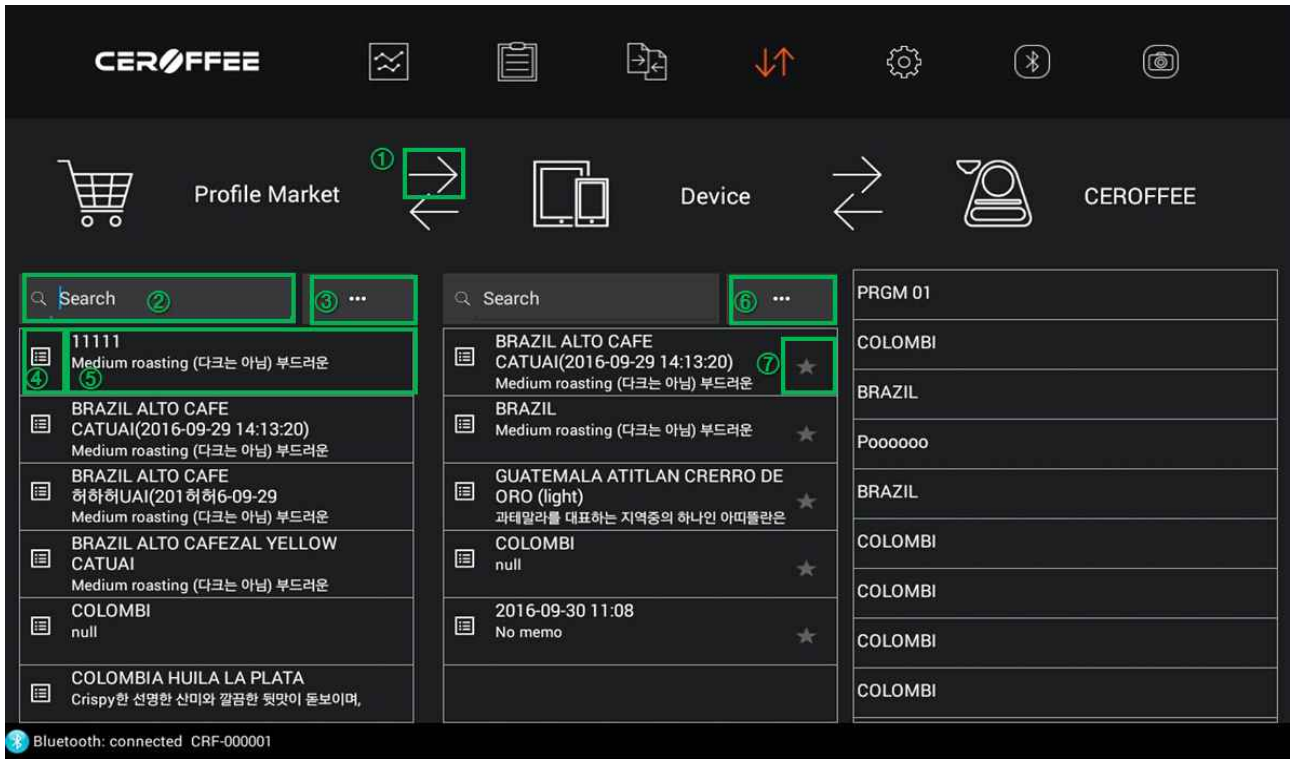 CEROFFEE
①
Profile Market
Device
CEROFFEE
Search ②
③ ...
Search
⑥ ...
④
⑤
11111
Medium roasting (다크는 아님) 부드러운
BRAZIL ALTO CAFE
CATUAI(2016-09-29 14:13:20)
Medium roasting (다크는 아님) 부드러운
BRAZIL ALTO CAFE
허하허UAI(201허허6-09-29
Medium roasting (다크는 아님) 부드러운
BRAZIL ALTO CAFEZAL YELLOW
CATUAI
Medium roasting (다크는 아님) 부드러운
COLOMBI
null
COLOMBIA HUILA LA PLATA
Crispy한 선명한 산미와 깔끔한 뒷맛이 돋보이며,
BRAZIL ALTO CAFE
CATUAI(2016-09-29 14:13:20)
Medium roasting (다크는 아님) 부드러운
⑦
BRAZIL
Medium roasting (다크는 아님) 부드러운
GUATEMALA ATITLAN CRERRO DE
ORO (light)
과테말라를 대표하는 지역중의 하나인 아띠뜰란은
COLOMBI
null
2016-09-30 11:08
No memo
PRGM 01
COLOMBI
BRAZIL
Poooooo
BRAZIL
COLOMBI
COLOMBI
COLOMBI
COLOMBI
Bluetooth: connected CRF-000001